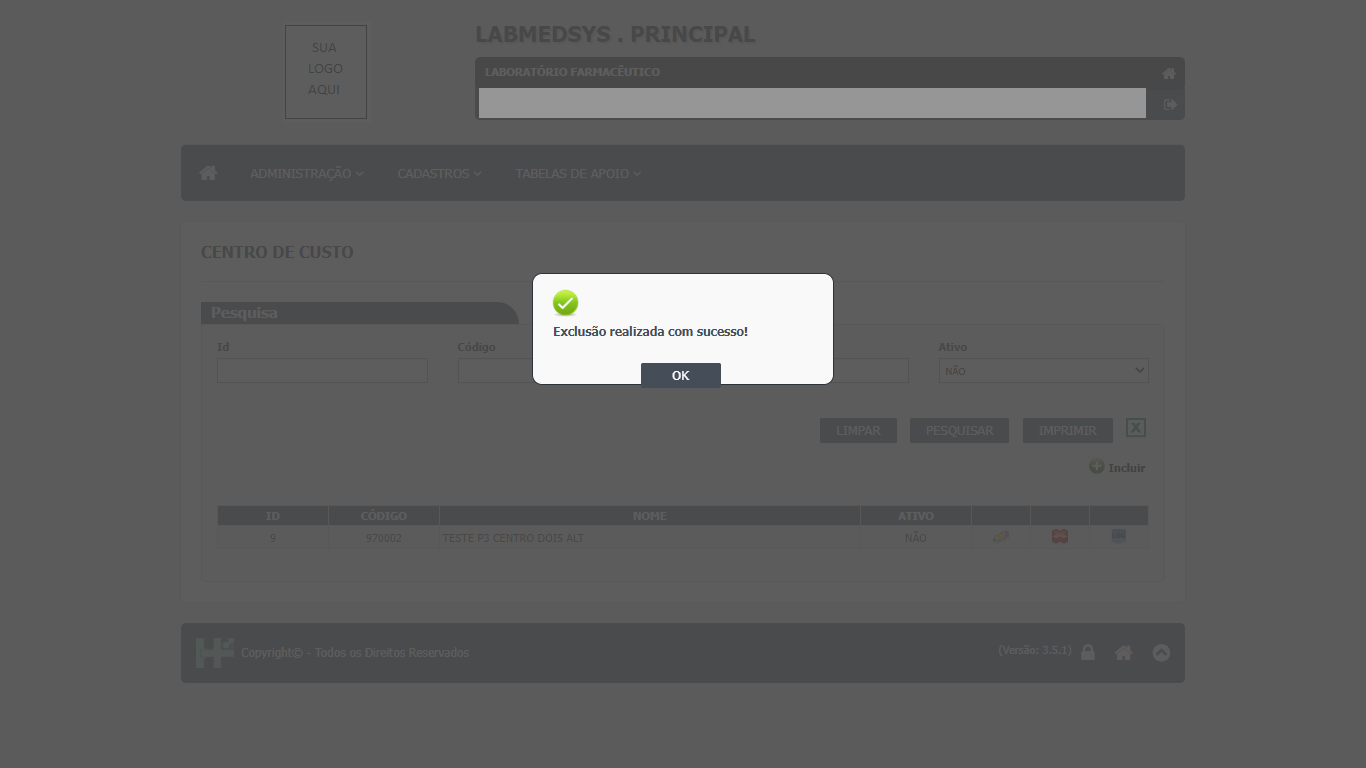 SUA
LOGO
AQUI
LABMEDSYS . PRINCIPAL
LABORATÓRIO FARMACÊUTICO
ADMINISTRAÇÃO
CADASTROS
TABELAS DE APOIO
CENTRO DE CUSTO
Pesquisa
Id
Código
Ativo
NÃO
Exclusão realizada com sucesso!
OK
LIMPAR
PESQUISAR
IMPRIMIR
Incluir
ID CÓDIGO NOME ATIVO
9 970002 TESTE P3 CENTRO DOIS ALT NÃO
Copyright© - Todos os Direitos Reservados
(Versão: 3.5.1)